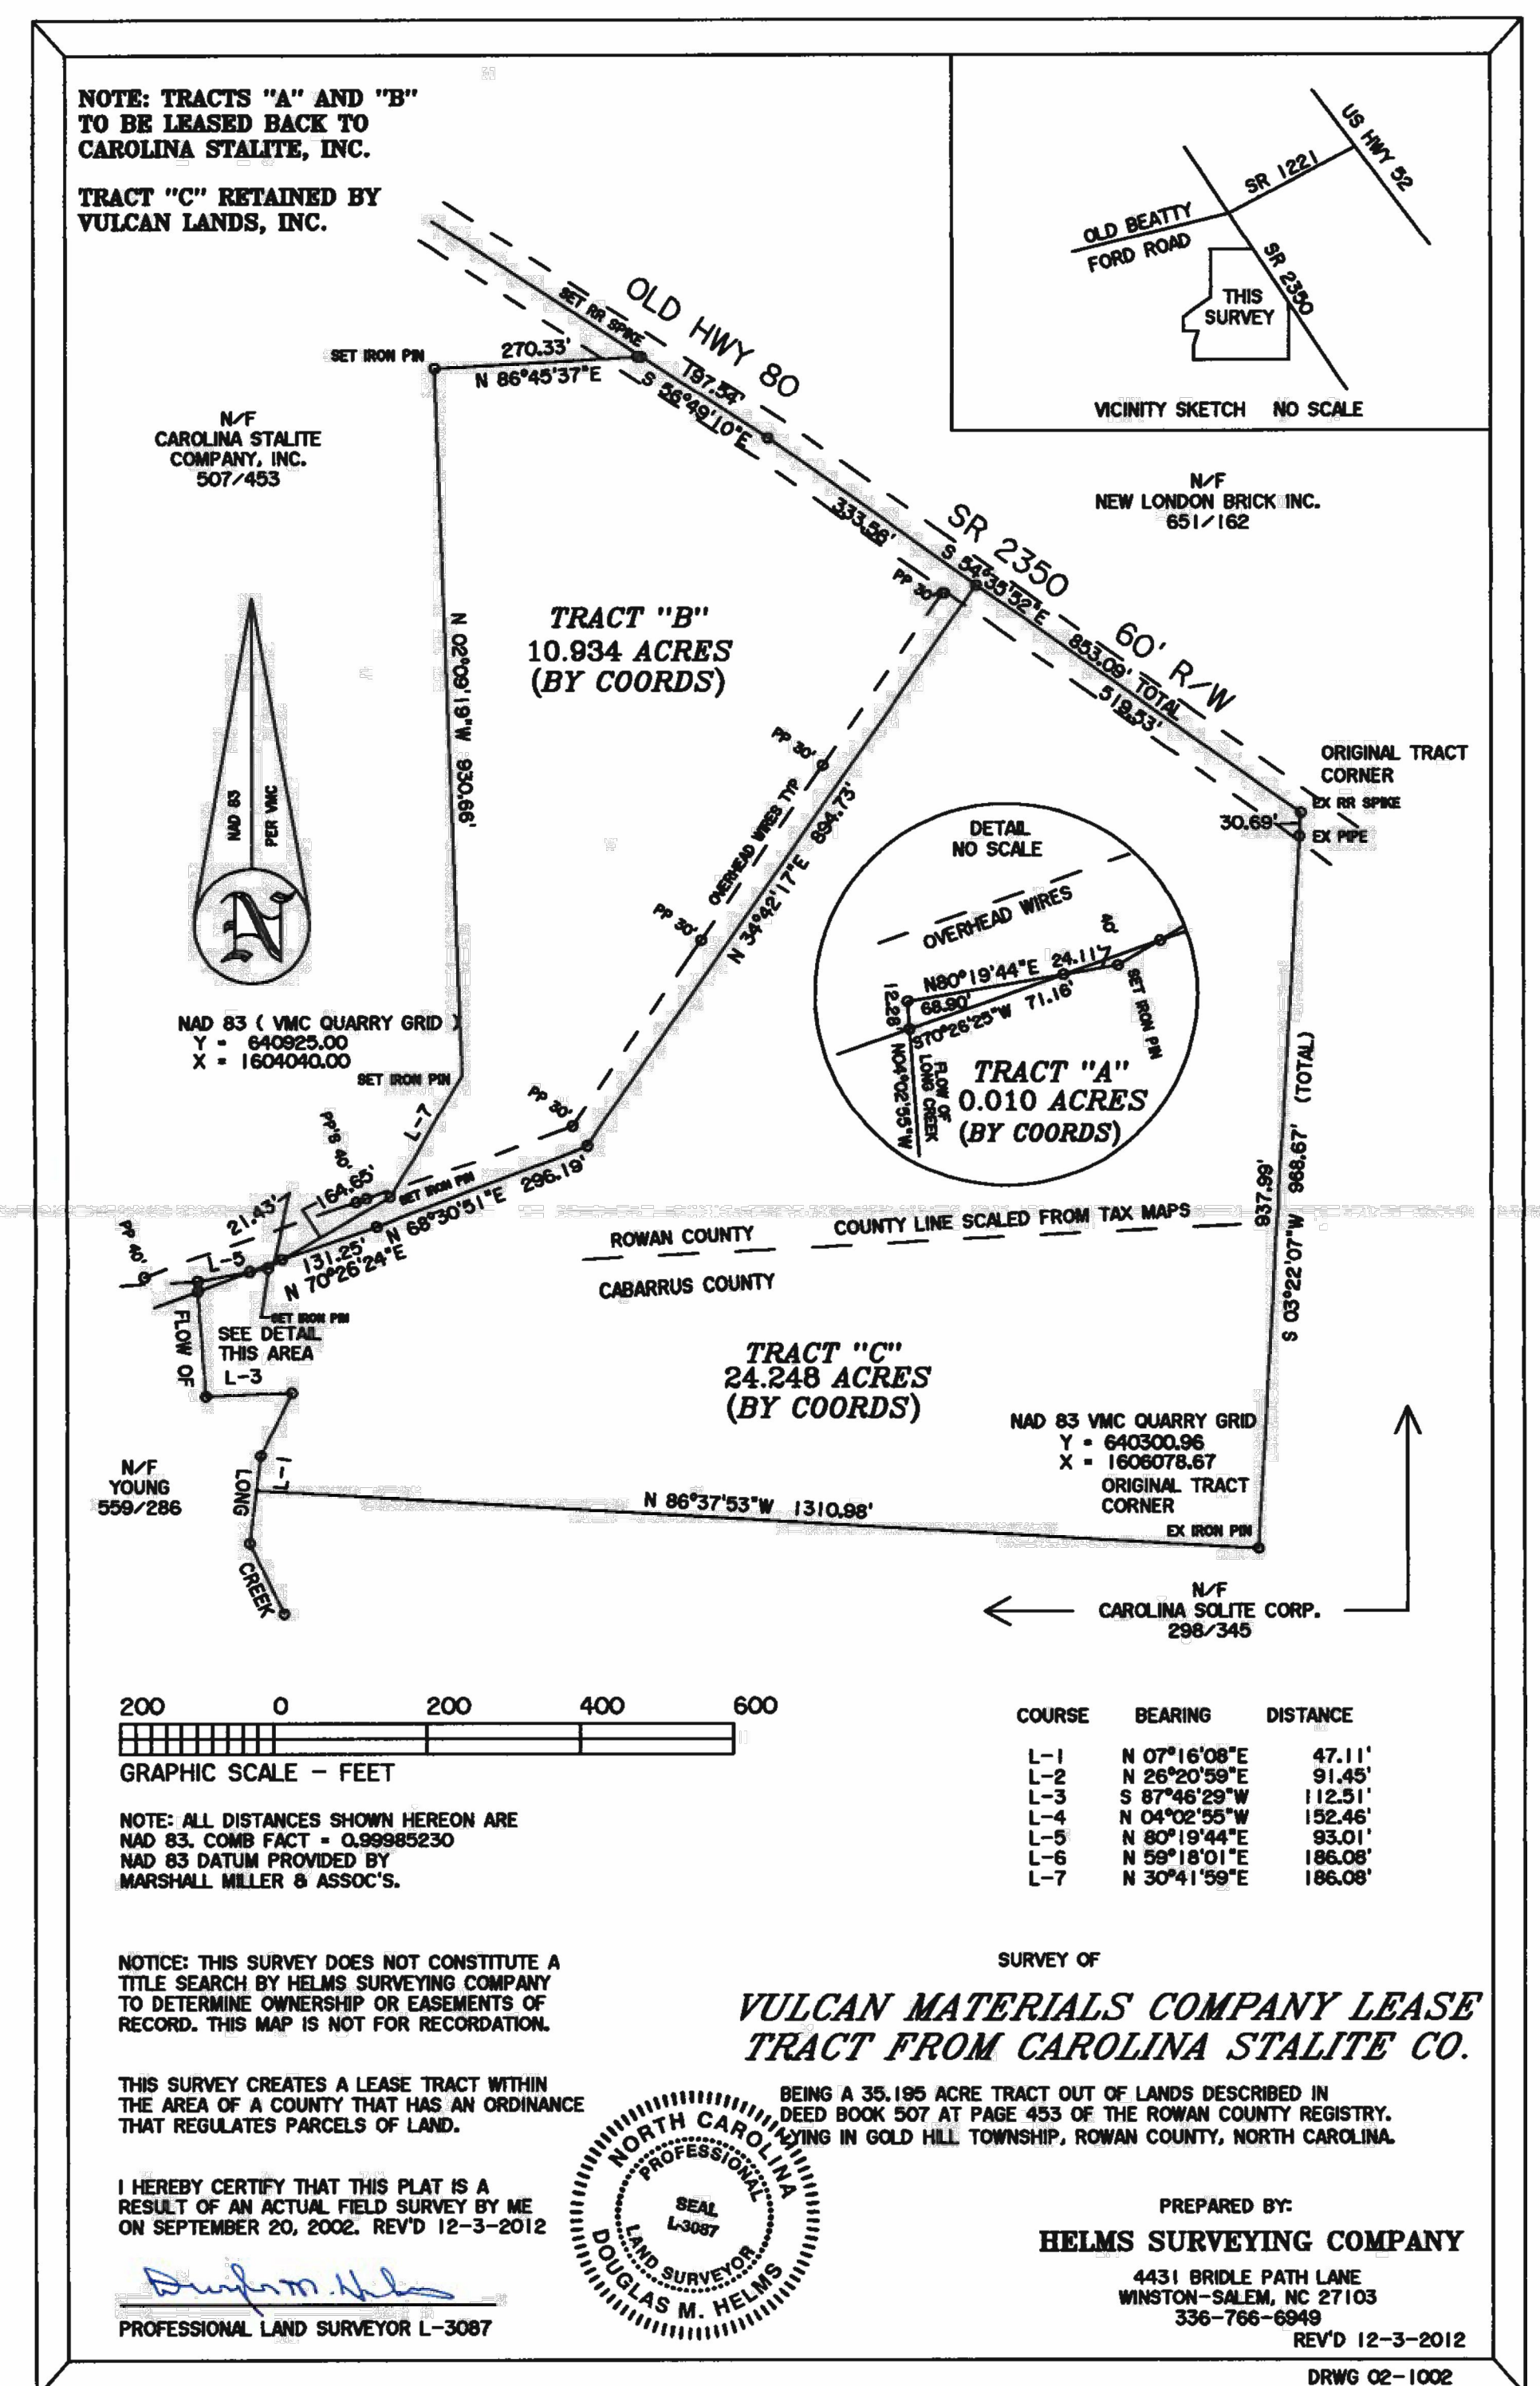 NOTE: TRACTS "A" AND "B"
TO BE LEASED BACK TO
CAROLINA STALITE, INC.
TRACT "C" RETAINED BY
VULCAN LANDS, INC.
US HWY 52
SR 1221
OLD BEATTY
FORD ROAD
SR 2350
THIS
SURVEY
VICINITY SKETCH NO SCALE
OLD HWY 80
SET RR SPIKE
SET IRON PIN
270.33'
N 86°45'37"E
197.54'
S 56°49'10"E
N/F
CAROLINA STALITE
COMPANY, INC.
507/453
N/F
NEW LONDON BRICK INC.
651/162
333.56'
SR 2350
S 54°35'52"E
853.09' TOTAL
519.53'
60' R/W
PP 30'
TRACT "B"
10.934 ACRES
(BY COORDS)
N 02°09'19"W 930.66'
PP 30'
OVERHEAD WIRES TYP
N 34°42'17"E 894.73'
PP 30'
ORIGINAL TRACT
CORNER
EX RR SPIKE
30.69'
EX PIPE
NAD 83
PER VMC
N
DETAIL
NO SCALE
OVERHEAD WIRES
40'
N80°19'44"E 24.11'
68.90'
S70°26'25"W 71.16'
12.28'
N04°02'55"W
FLOW OF
LONG CREEK
SET IRON PIN
TRACT "A"
0.010 ACRES
(BY COORDS)
NAD 83 ( VMC QUARRY GRID )
Y = 640925.00
X = 1604040.00
SET IRON PIN
L-7
PP 30'
PP'S 40'
164.65'
SET IRON PIN
N 68°30'51"E 296.19'
21.43'
PP 40'
L-5
131.25'
N 70°26'24"E
SET IRON PIN
ROWAN COUNTY
COUNTY LINE SCALED FROM TAX MAPS
CABARRUS COUNTY
937.99'
S 03°22'07"W 968.67' (TOTAL)
FLOW OF
SEE DETAIL
THIS AREA
L-3
TRACT "C"
24.248 ACRES
(BY COORDS)
NAD 83 VMC QUARRY GRID
Y = 640300.96
X = 1606078.67
ORIGINAL TRACT
CORNER
EX IRON PIN
N/F
YOUNG
559/286
LONG
L-1
CREEK
N 86°37'53"W 1310.98'
N/F
CAROLINA SOLITE CORP.
298/345
200 0 200 400 600
GRAPHIC SCALE - FEET
COURSE BEARING DISTANCE
L-1 N 07°16'08"E 47.11'
L-2 N 26°20'59"E 91.45'
L-3 S 87°46'29"W 112.51'
L-4 N 04°02'55"W 152.46'
L-5 N 80°19'44"E 93.01'
L-6 N 59°18'01"E 186.08'
L-7 N 30°41'59"E 186.08'
NOTE: ALL DISTANCES SHOWN HEREON ARE
NAD 83. COMB FACT = 0.99985230
NAD 83 DATUM PROVIDED BY
MARSHALL MILLER & ASSOC'S.
NOTICE: THIS SURVEY DOES NOT CONSTITUTE A
TITLE SEARCH BY HELMS SURVEYING COMPANY
TO DETERMINE OWNERSHIP OR EASEMENTS OF
RECORD. THIS MAP IS NOT FOR RECORDATION.
THIS SURVEY CREATES A LEASE TRACT WITHIN
THE AREA OF A COUNTY THAT HAS AN ORDINANCE
THAT REGULATES PARCELS OF LAND.
I HEREBY CERTIFY THAT THIS PLAT IS A
RESULT OF AN ACTUAL FIELD SURVEY BY ME
ON SEPTEMBER 20, 2002. REV'D 12-3-2012
PROFESSIONAL LAND SURVEYOR L-3087
NORTH CAROLINA
PROFESSIONAL
SEAL
L-3087
LAND SURVEYOR
DOUGLAS M. HELMS
SURVEY OF
VULCAN MATERIALS COMPANY LEASE
TRACT FROM CAROLINA STALITE CO.
BEING A 35.195 ACRE TRACT OUT OF LANDS DESCRIBED IN
DEED BOOK 507 AT PAGE 453 OF THE ROWAN COUNTY REGISTRY.
LYING IN GOLD HILL TOWNSHIP, ROWAN COUNTY, NORTH CAROLINA.
PREPARED BY:
HELMS SURVEYING COMPANY
4431 BRIDLE PATH LANE
WINSTON-SALEM, NC 27103
336-766-6949
REV'D 12-3-2012
DRWG 02-1002